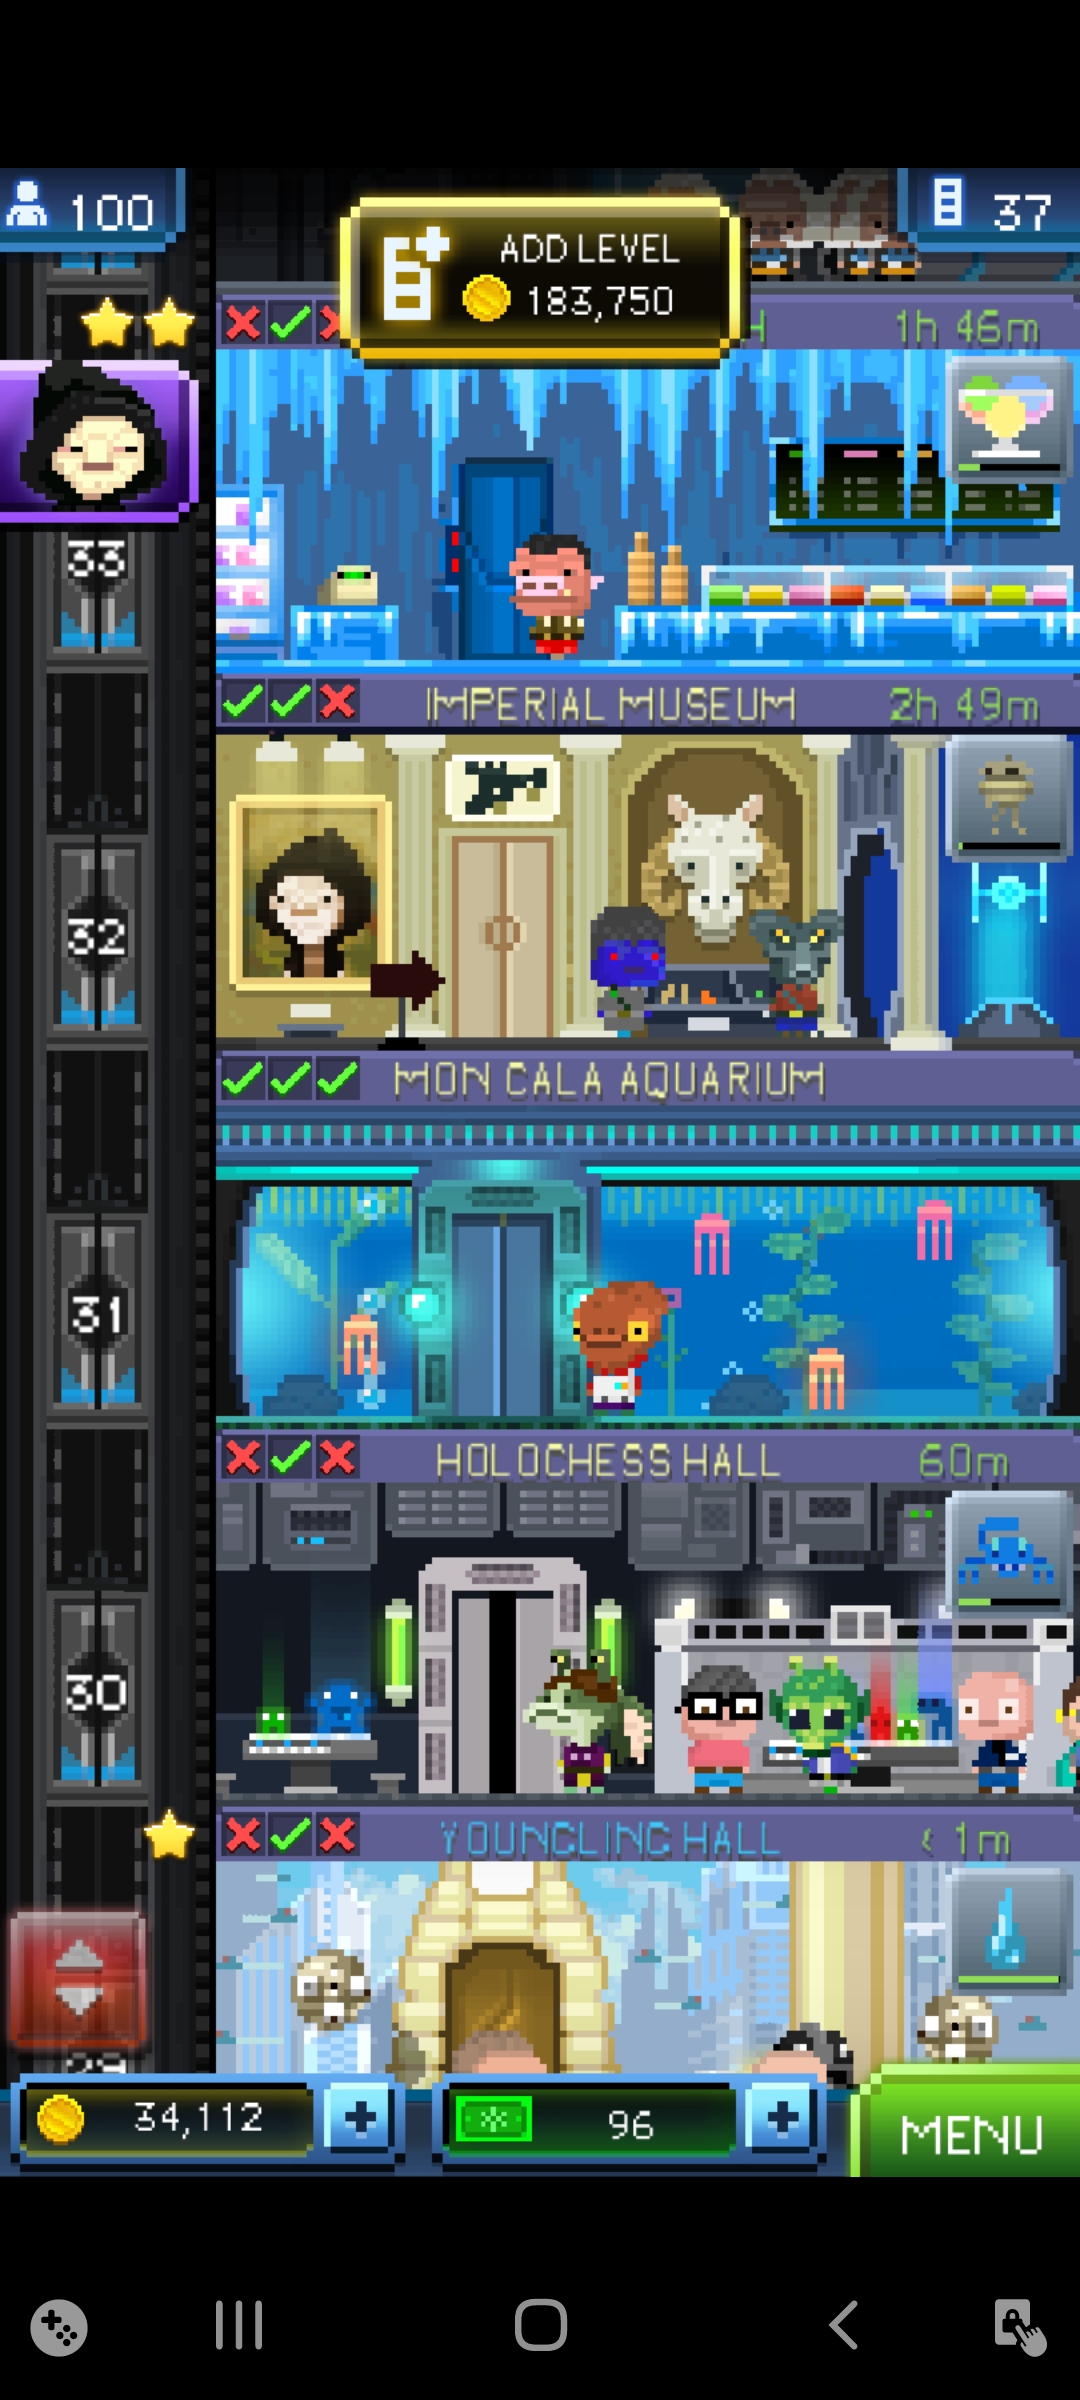 100
ADD LEVEL
183,750
37
H 1h 46m
33
IMPERIAL MUSEUM 2h 49m
32
MON CALA AQUARIUM
31
HOLOCHESS HALL 60m
30
YOUNGLING HALL < 1m
29
34,112
96
MENU